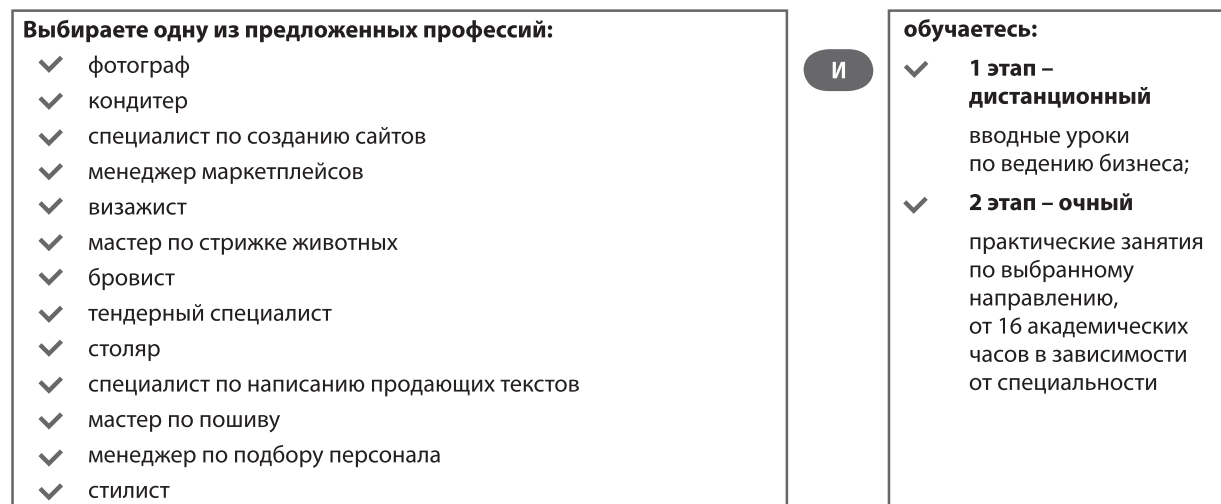 Выбираете одну из предложенных профессий:
фотограф
кондитер
специалист по созданию сайтов
менеджер маркетплейсов
визажист
мастер по стрижке животных
бровист
тендерный специалист
столяр
специалист по написанию продающих текстов
мастер по пошиву
менеджер по подбору персонала
стилист
И
обучаетесь:
1 этап –
дистанционный
вводные уроки
по ведению бизнеса;
2 этап – очный
практические занятия
по выбранному
направлению,
от 16 академических
часов в зависимости
от специальности